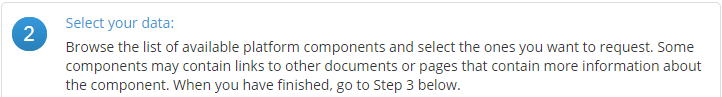 2
Select your data:
Browse the list of available platform components and select the ones you want to request. Some
components may contain links to other documents or pages that contain more information about
the component. When you have finished, go to Step 3 below.